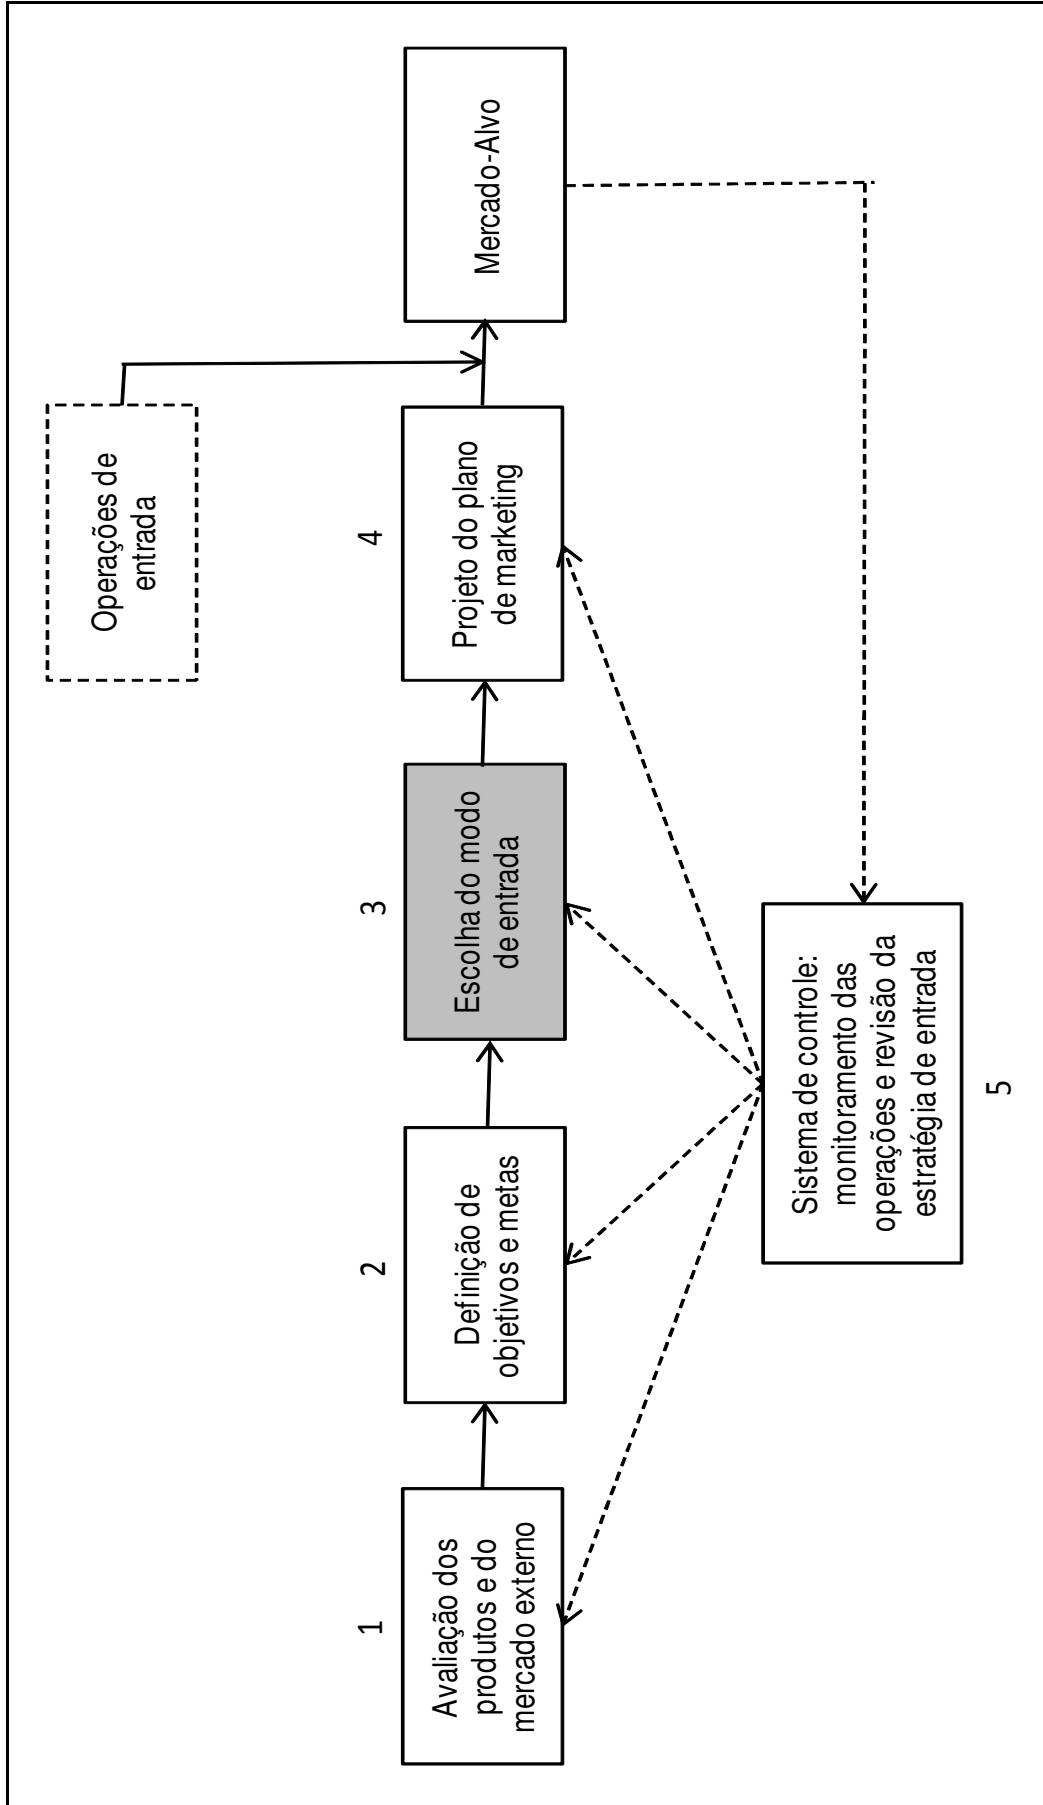 1
Avaliação dos
produtos e do
mercado externo
2
Definição de
objetivos e metas
3
Escolha do modo
de entrada
4
Projeto do plano
de marketing
Operações de
entrada
Mercado-Alvo
Sistema de controle:
monitoramento das
operações e revisão da
estratégia de entrada
5